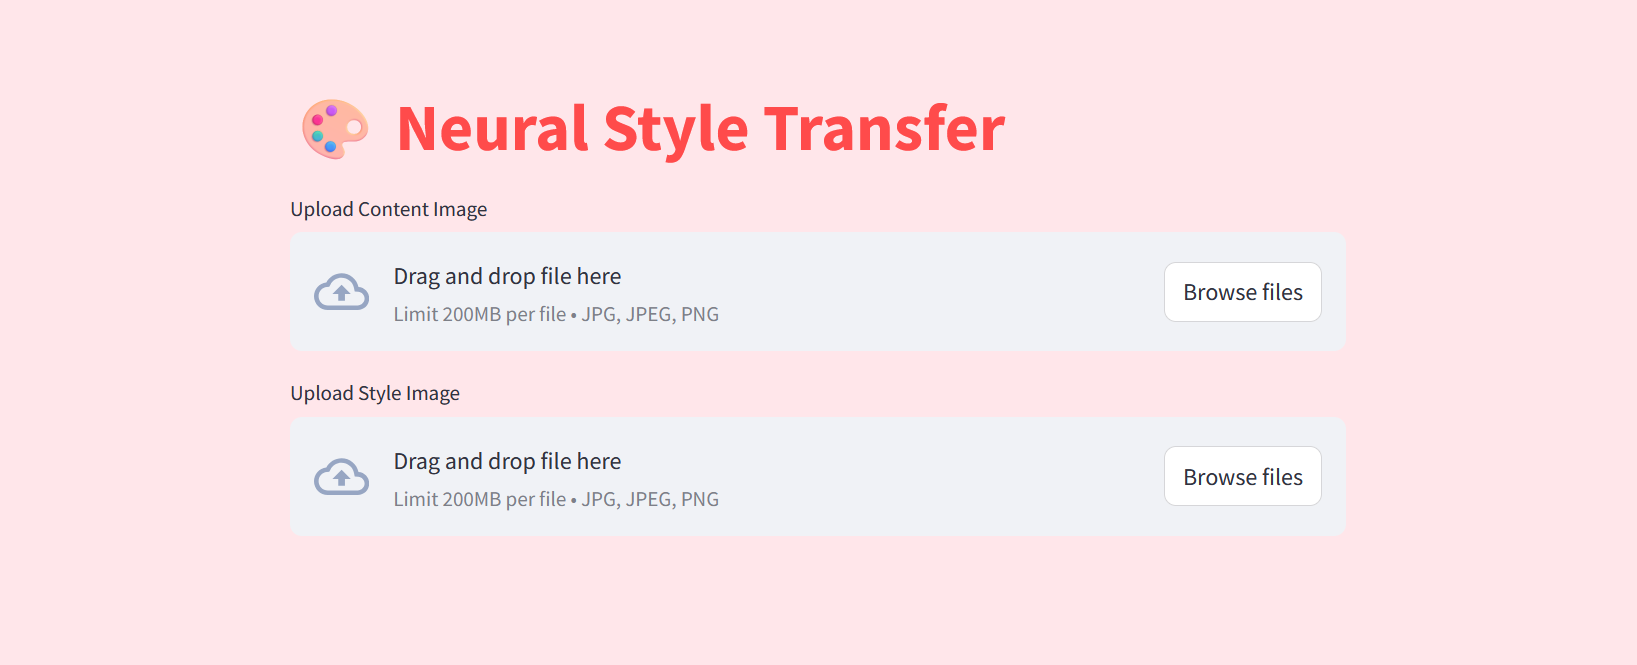 Neural Style Transfer
Upload Content Image
Drag and drop file here
Limit 200MB per file • JPG, JPEG, PNG
Browse files
Upload Style Image
Drag and drop file here
Limit 200MB per file • JPG, JPEG, PNG
Browse files